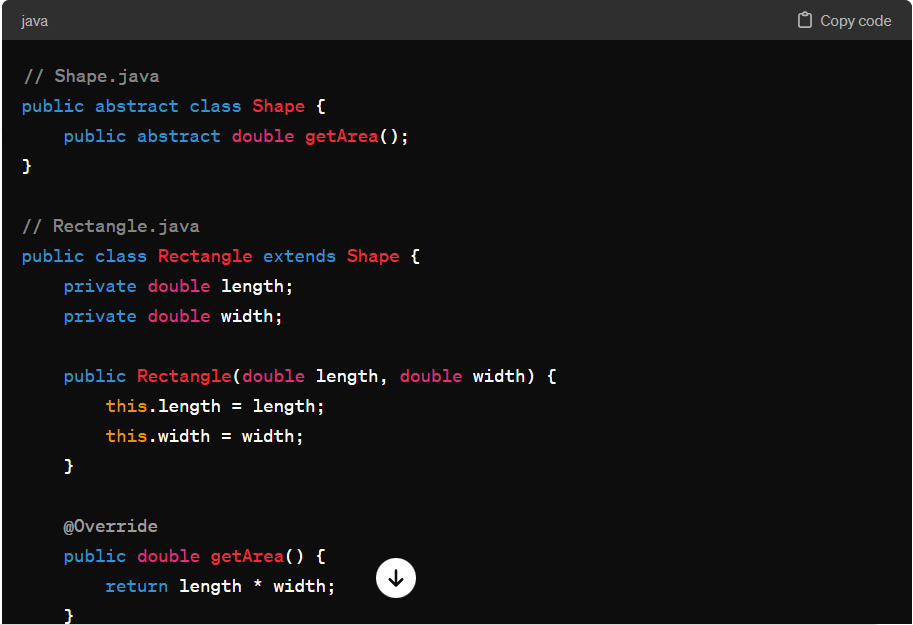 java
Copy code
// Shape.java
public abstract class Shape {
    public abstract double getArea();
}
// Rectangle.java
public class Rectangle extends Shape {
    private double length;
    private double width;
    public Rectangle(double length, double width) {
        this.length = length;
        this.width = width;
    }
    @Override
    public double getArea() {
        return length * width;
    }